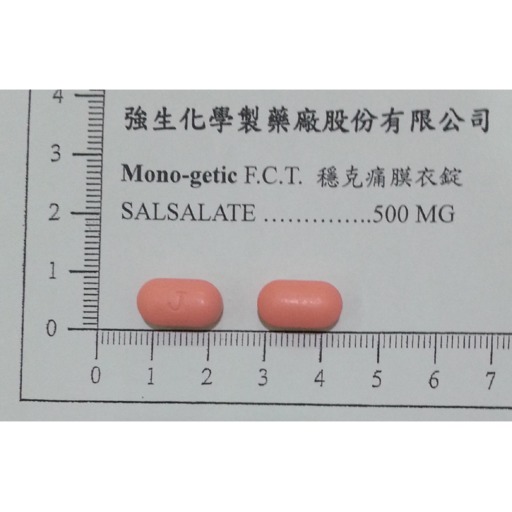 強生化學製藥廠股份有限公司
Mono-getic F.C.T. 穩克痛膜衣錠
SALSALATE ..............500 MG
4
3
2
1
0
J
0 1 2 3 4 5 6 7